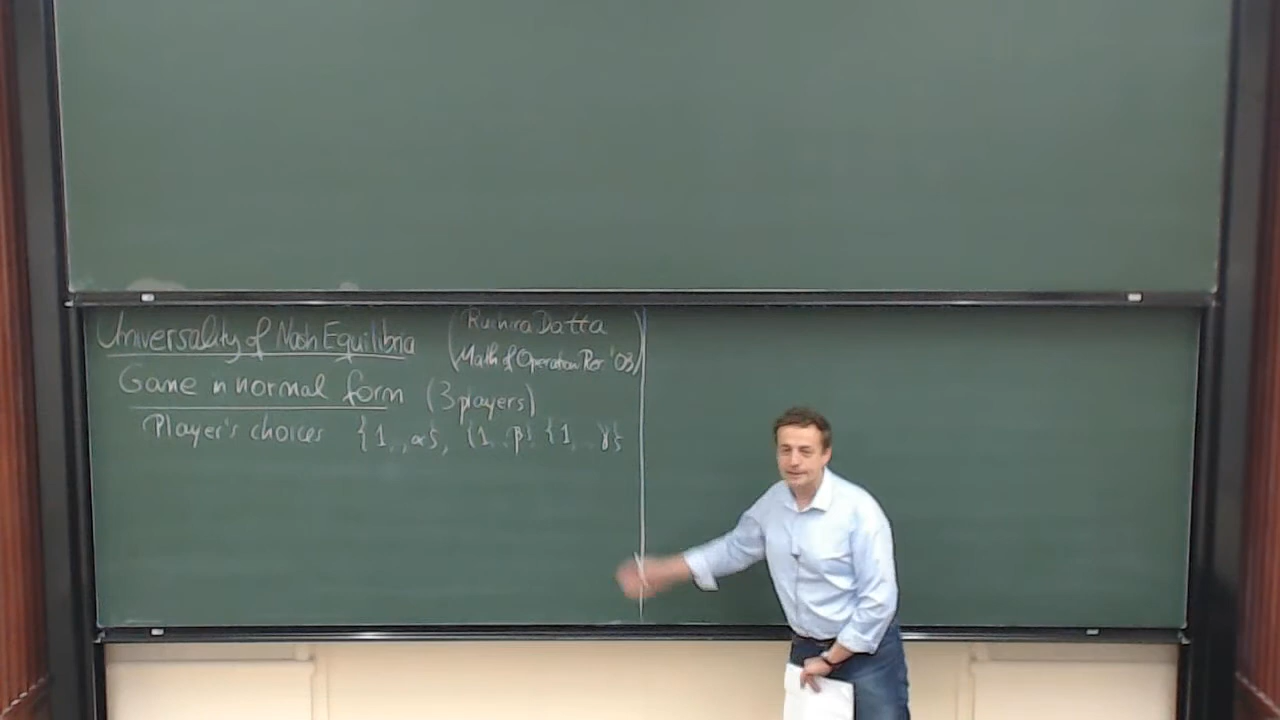 Universality of Nash Equilibria
(Ruchira Datta
Math of Operation Res. '03)
Game in normal form (3 players)
Player's choices {1,..,α}, {1..β} {1,..γ}